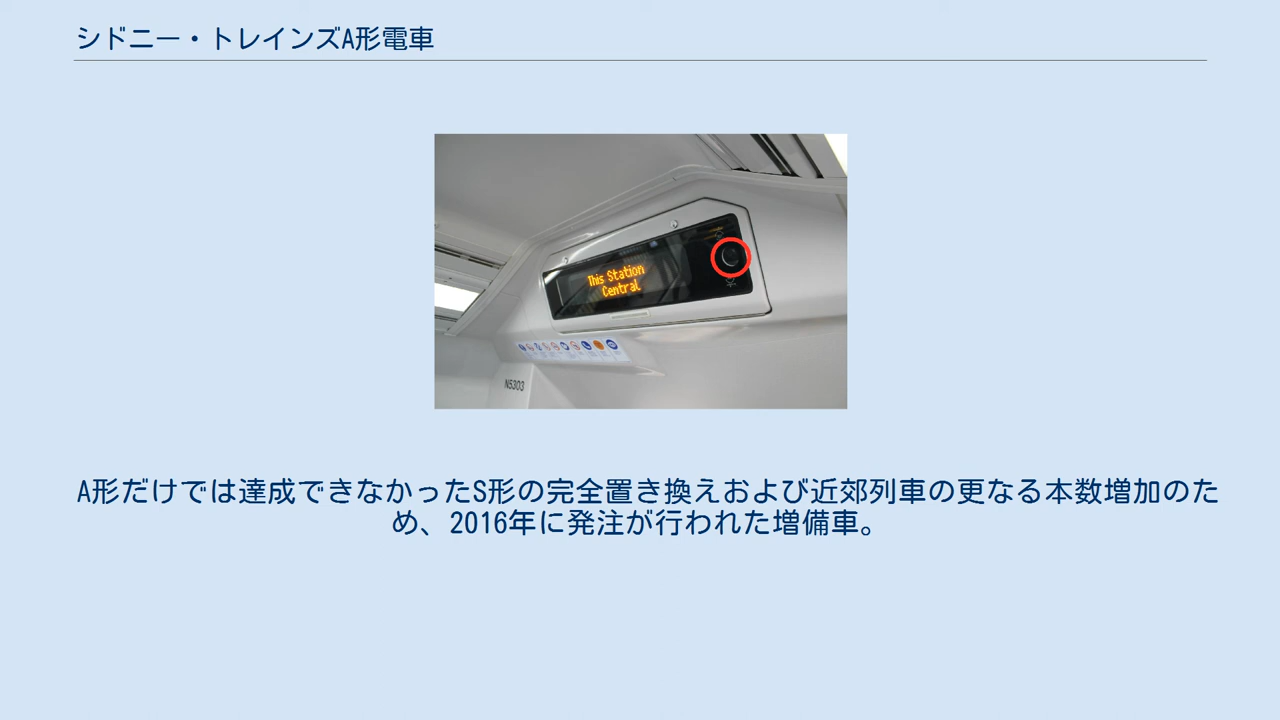 シドニー・トレインズA形電車
This Station
Central
N5303
A形だけでは達成できなかったS形の完全置き換えおよび近郊列車の更なる本数増加のた
め、2016年に発注が行われた増備車。